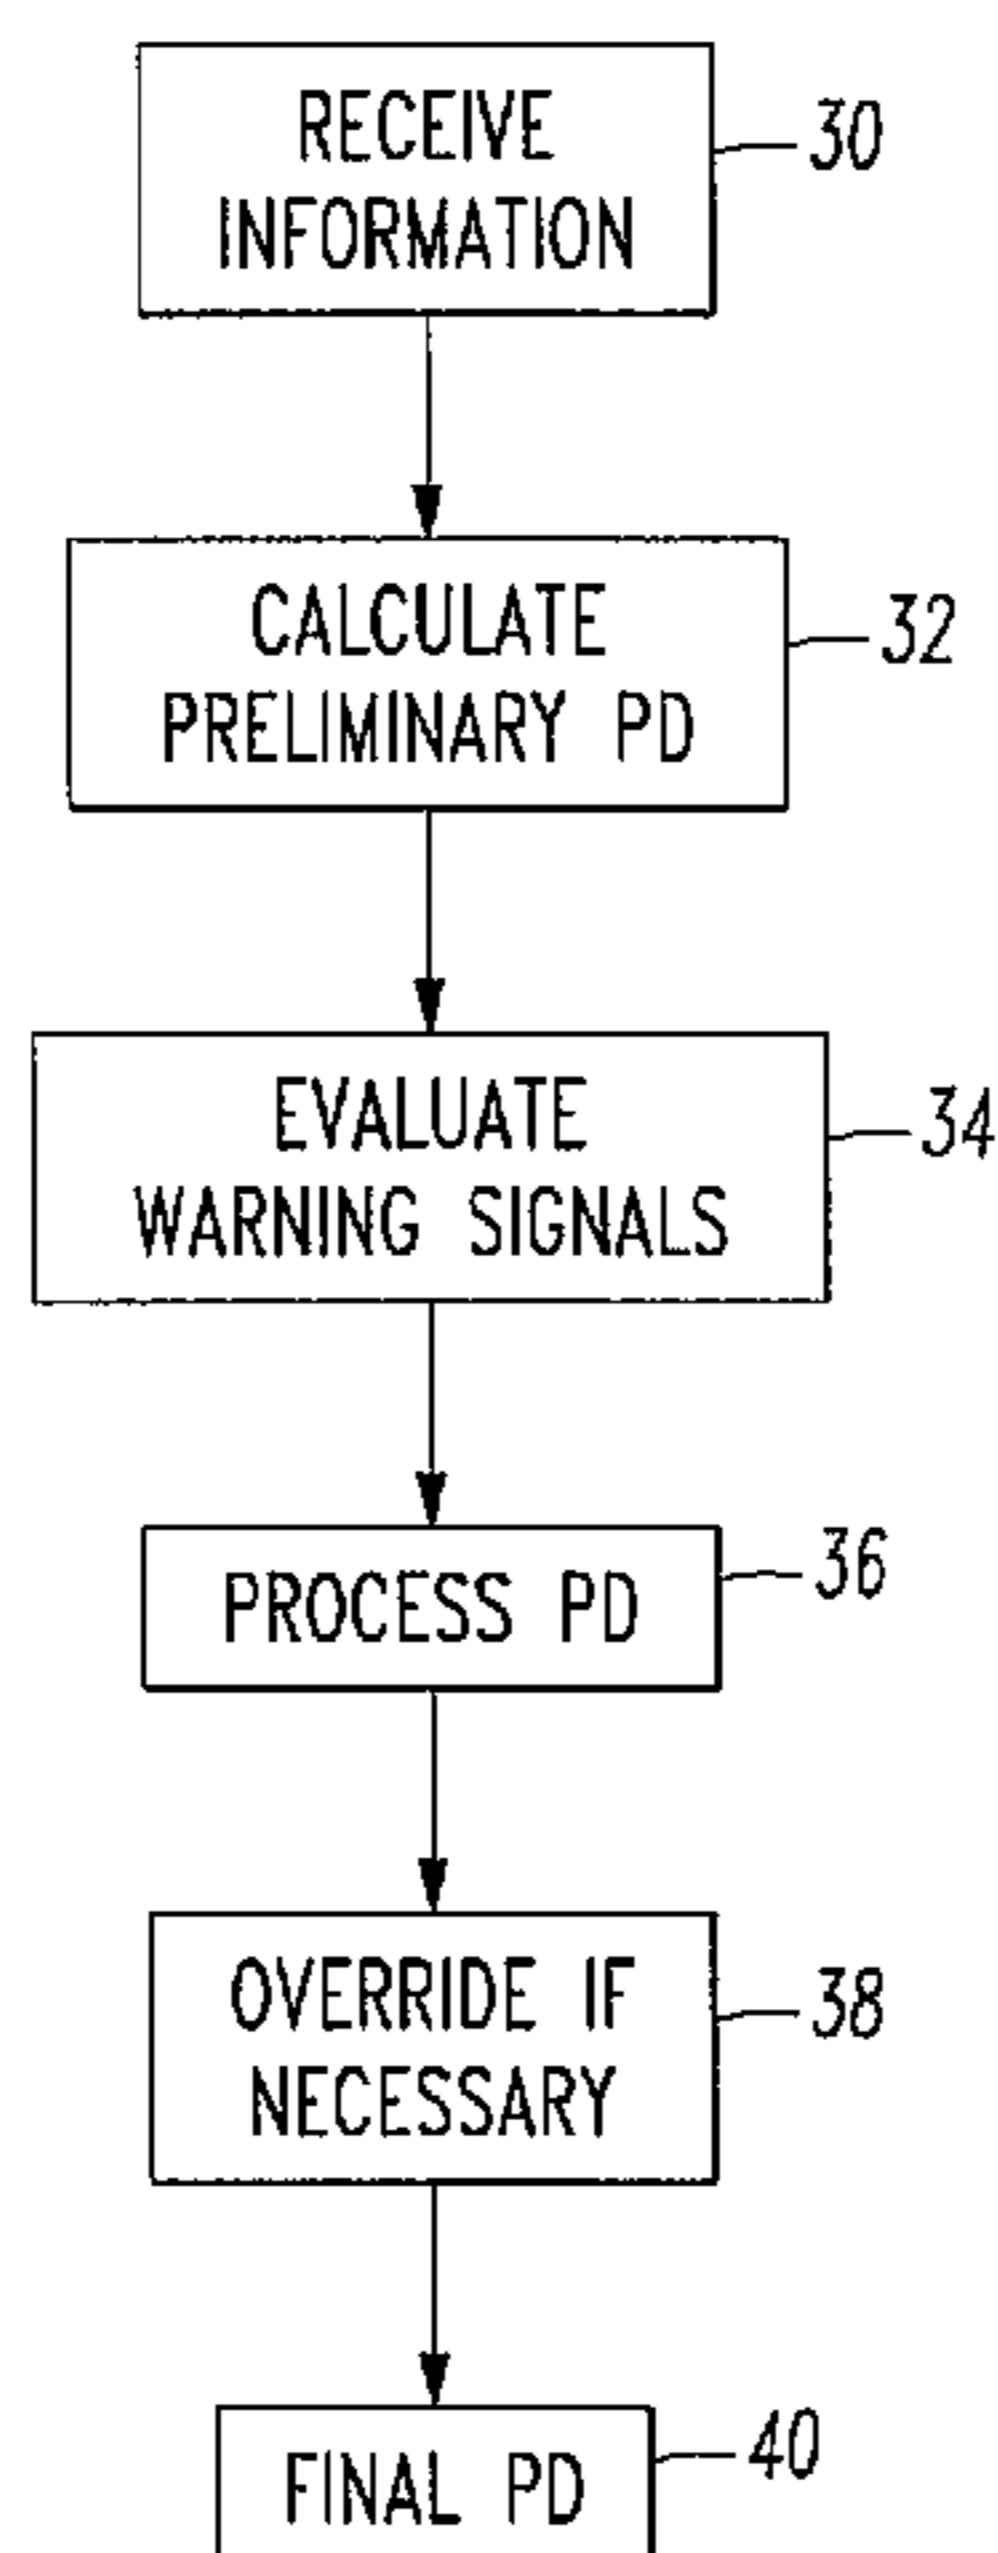 RECEIVE
INFORMATION
30
CALCULATE
PRELIMINARY PD
32
EVALUATE
WARNING SIGNALS
34
PROCESS PD
36
OVERRIDE IF
NECESSARY
38
FINAL PD
40